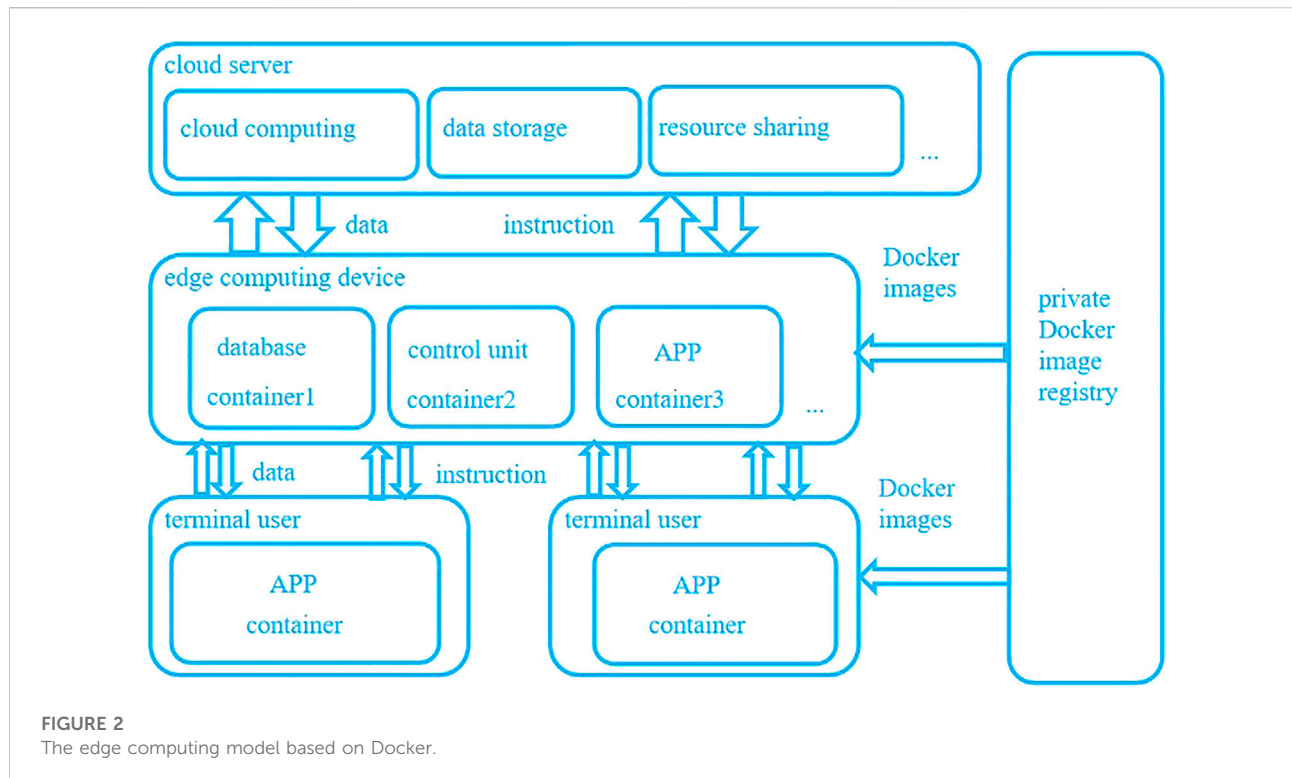 cloud server
cloud computing
data storage
resource sharing
...
data
instruction
edge computing device
database
container1
control unit
container2
APP
container3
...
Docker
images
private
Docker
image
registry
data
instruction
Docker
images
terminal user
APP
container
terminal user
APP
container
FIGURE 2
The edge computing model based on Docker.